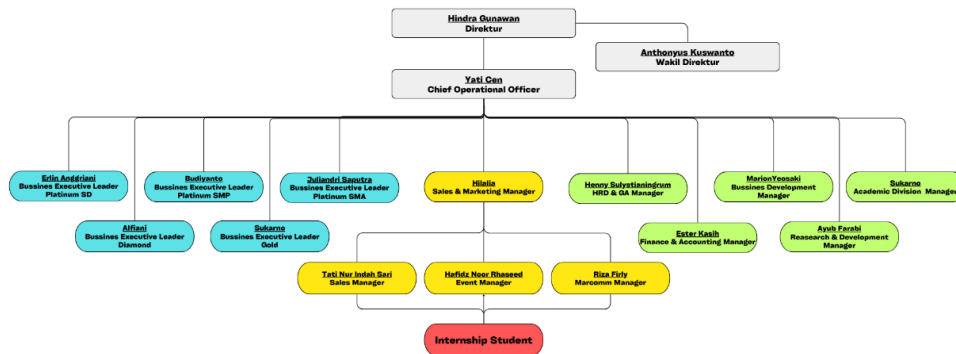 Hindra Gunawan
Direktur
Anthonyus Kuswanto
Wakil Direktur
Yati Cen
Chief Operational Officer
Erlin Anggriani
Bussines Executive Leader
Platinum SD
Budiyanto
Bussines Executive Leader
Platinum SMP
Juliandri Saputra
Bussines Executive Leader
Platinum SMA
Hilalia
Sales & Marketing Manager
Henny Sulystianingrum
HRD & GA Manager
MarionYeosaki
Bussines Development
Manager
Sukarno
Academic Division Manager
Alfiani
Bussines Executive Leader
Diamond
Sukarno
Bussines Executive Leader
Gold
Ester Kasih
Finance & Accounting Manager
Ayub Farabi
Reasearch & Development
Manager
Tati Nur Indah Sari
Sales Manager
Hafidz Noor Rhaseed
Event Manager
Riza Firly
Marcomm Manager
Internship Student